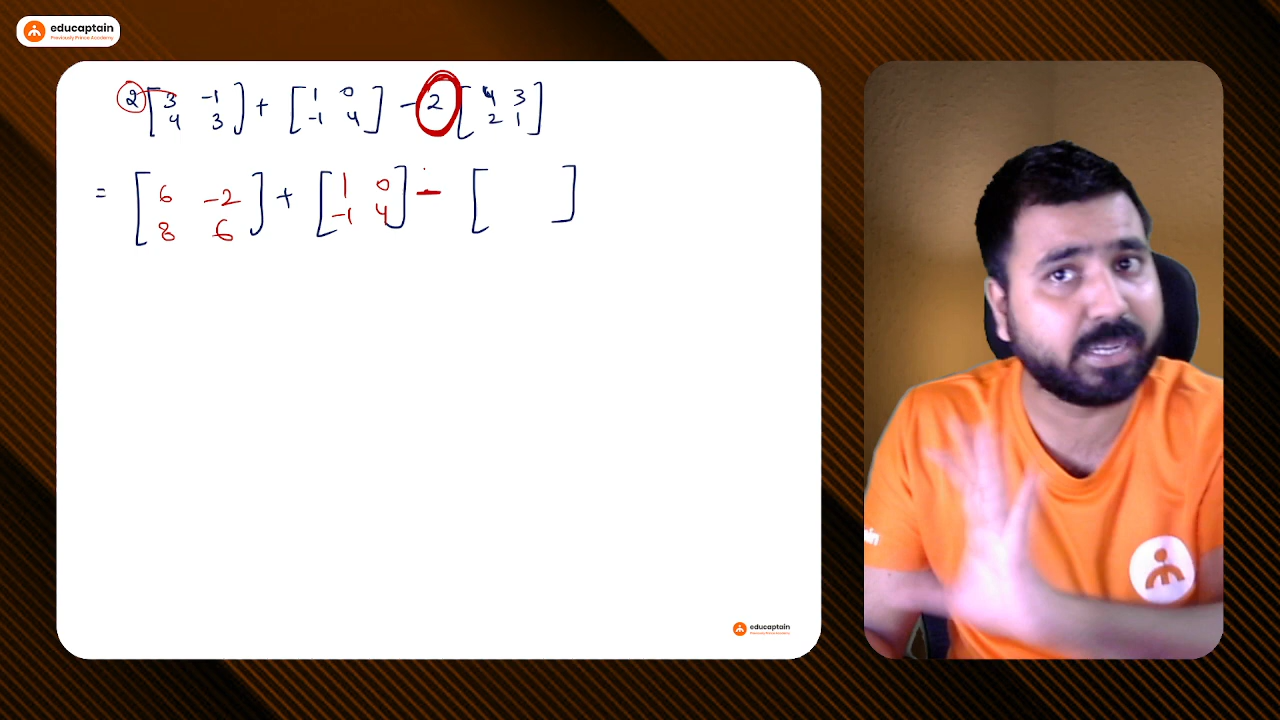 educaptain
Previously Prince Academy
2 [ 3 -1 ] + [ 1 0 ] - 2 [ 4 3 ]
[ 4 3 ] [ -1 4 ] [ 2 1 ]
= [ 6 -2 ] + [ 1 0 ] - [ ]
[ 8 6 ] [ -1 4 ]
educaptain
Previously Prince Academy